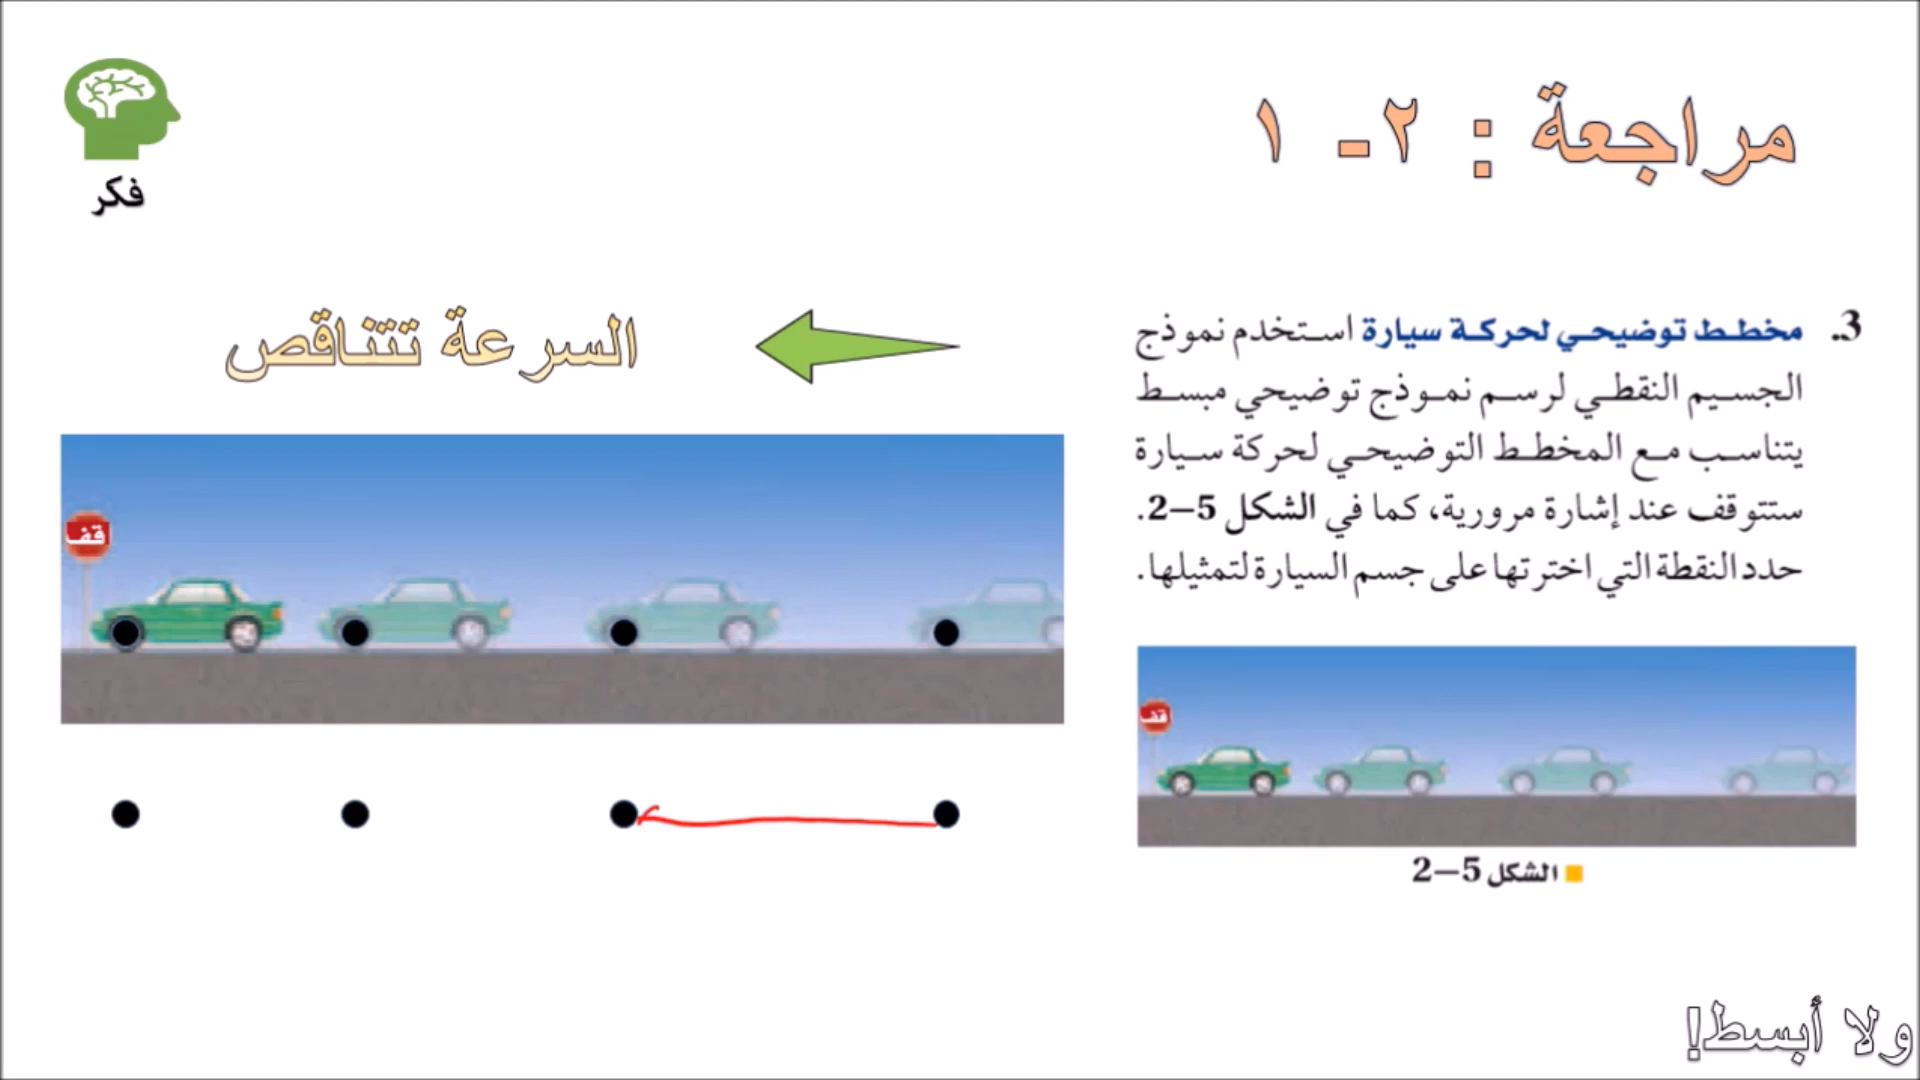 مراجعة : ٢- ١
فكر
السرعة تتناقص
3. مخطط توضيحي لحركة سيارة استخدم نموذج
الجسيم النقطي لرسم نموذج توضيحي مبسط
يتناسب مع المخطط التوضيحي لحركة سيارة
ستتوقف عند إشارة مرورية، كما في الشكل 5–2.
حدد النقطة التي اخترتها على جسم السيارة لتمثيلها.
قف
قف
الشكل 5–2
ولا أبسط!